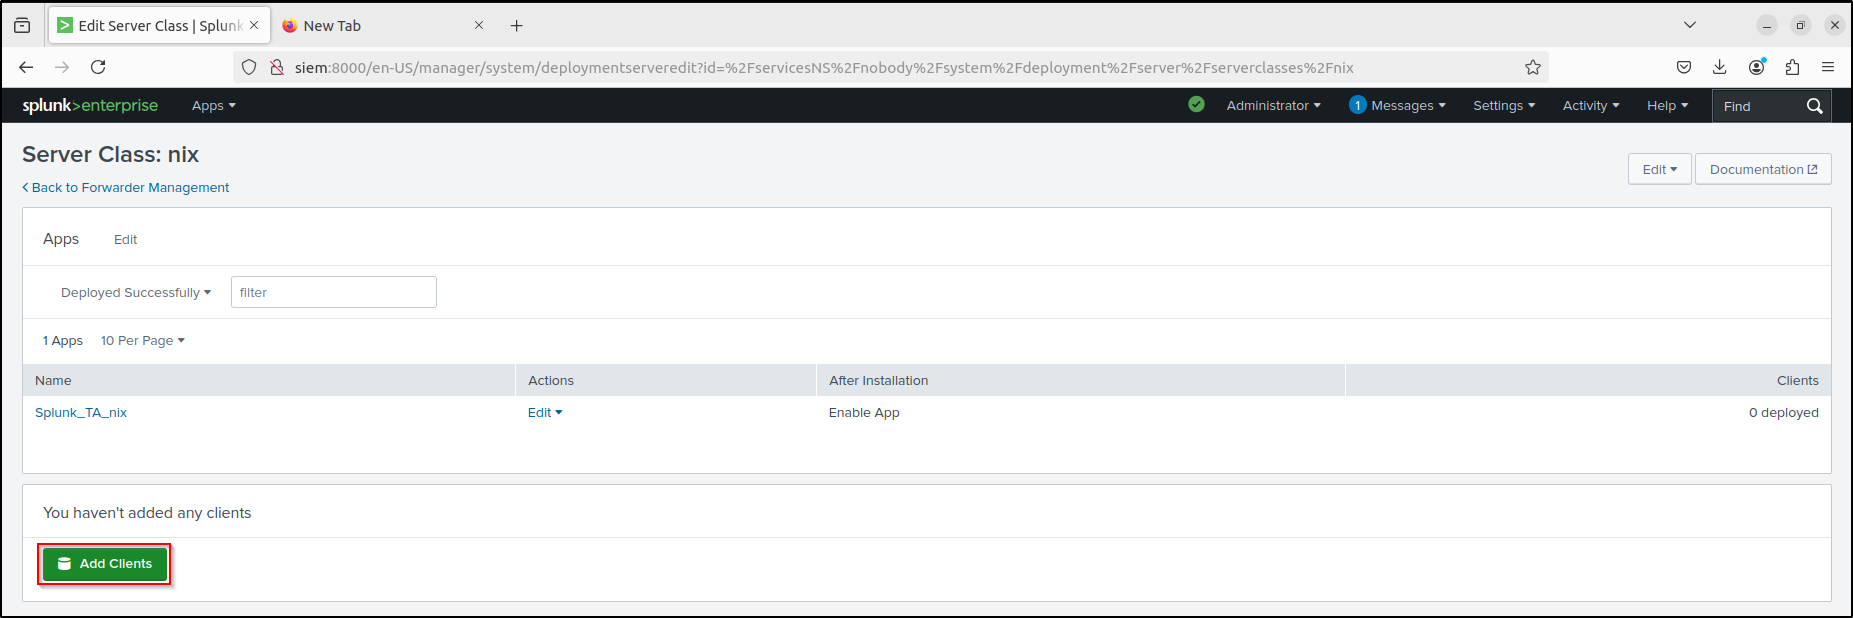 Edit Server Class | Splunk
New Tab
siem:8000/en-US/manager/system/deploymentserveredit?id=%2FservicesNS%2Fnobody%2Fsystem%2Fdeployment%2Fserver%2Fserverclasses%2Fnix
splunk>enterprise Apps Administrator 1 Messages Settings Activity Help Find
Server Class: nix
Back to Forwarder Management
Edit Documentation
Apps Edit
Deployed Successfully filter
1 Apps 10 Per Page
Name Actions After Installation Clients
Splunk_TA_nix Edit Enable App 0 deployed
You haven't added any clients
Add Clients